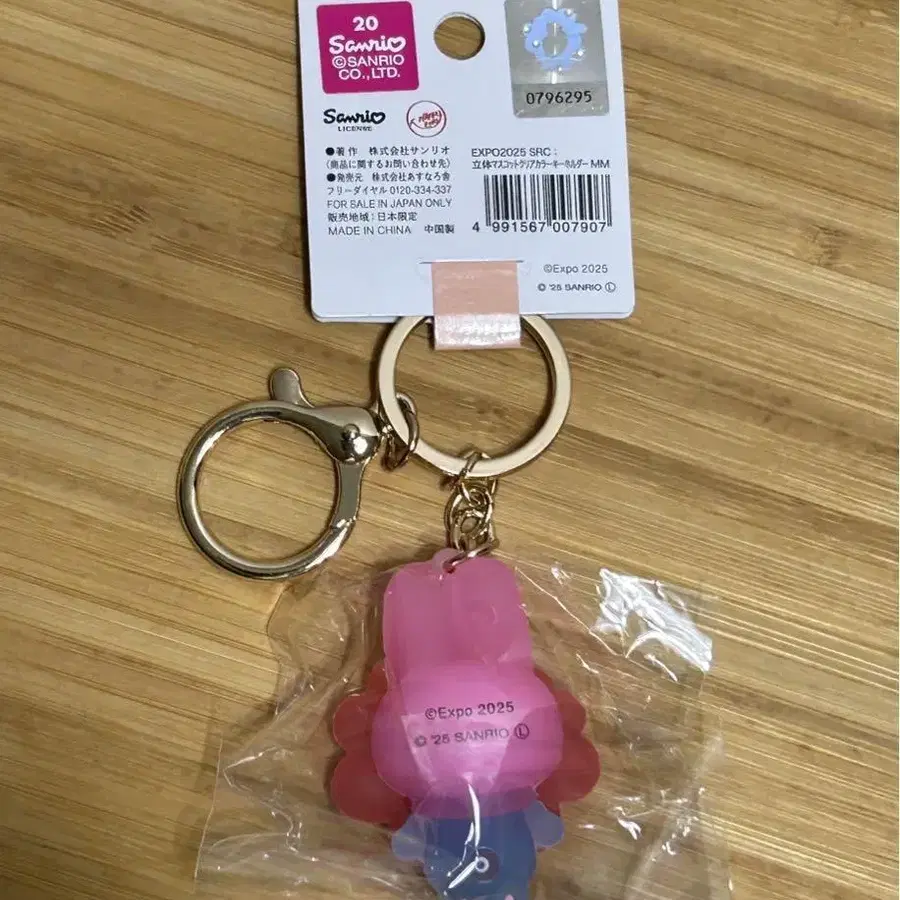 20
Sanrio
©SANRIO
CO., LTD.
0796295
Sanrio
LICENSE
●著作 株式会社サンリオ
(商品に関するお問い合わせ先)
●発売元 株式会社あすなろ舎
フリーダイヤル 0120-334-337
FOR SALE IN JAPAN ONLY
販売地域:日本限定
MADE IN CHINA 中国製
EXPO2025 SRC:
立体マスコットクリアカラーキーホルダー MM
4 991567 007907
©Expo 2025
© '25 SANRIO Ⓛ
©Expo 2025
© '25 SANRIO Ⓛ